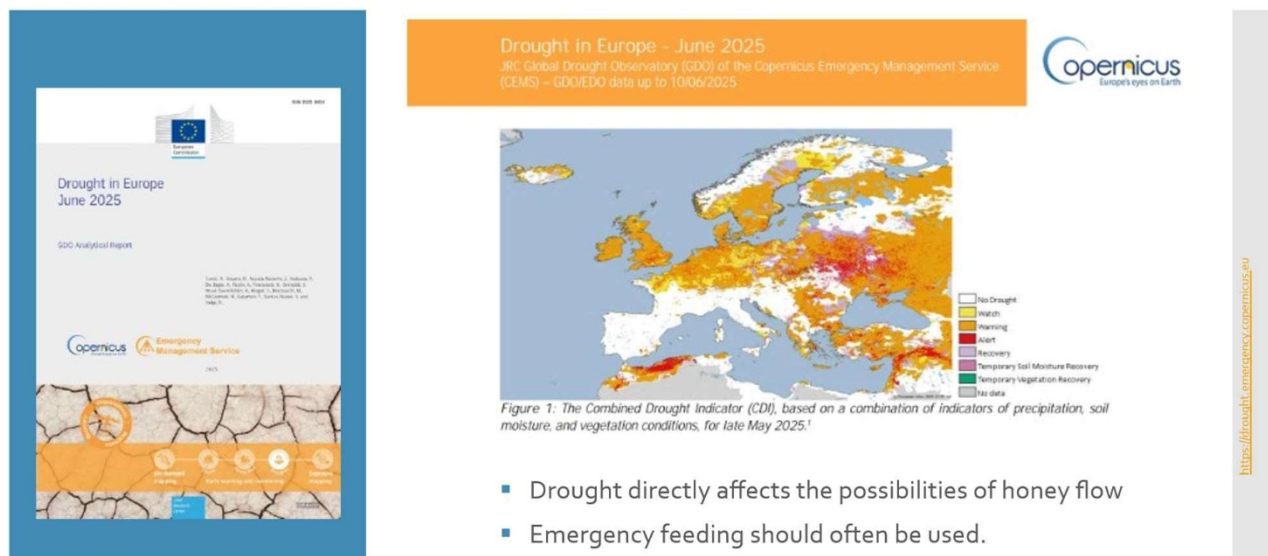 European
Commission
Drought in Europe
June 2025
GDO Analytical Report
opernicus
Emergency
Management Service
2025
Drought in Europe - June 2025
JRC Global Drought Observatory (GDO) of the Copernicus Emergency Management Service
(CEMS) – GDO/EDO data up to 10/06/2025
opernicus
Europe's eyes on Earth
No Drought
Watch
Warning
Alert
Recovery
Temporary Soil Moisture Recovery
Temporary Vegetation Recovery
No data
Figure 1: The Combined Drought Indicator (CDI), based on a combination of indicators of precipitation, soil
moisture, and vegetation conditions, for late May 2025.¹
Drought directly affects the possibilities of honey flow
Emergency feeding should often be used.
https://drought.emergency.copernicus.eu